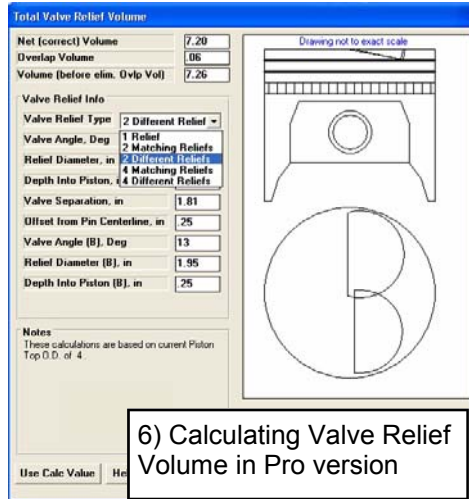 Total Valve Relief Volume
Net (correct) Volume 7.20
Overlap Volume .06
Volume (before elim. Ovlp Vol) 7.26
Valve Relief Info
Valve Relief Type 2 Different Relief
Valve Angle, Deg
1 Relief
2 Matching Reliefs
Relief Diameter, in
2 Different Reliefs
4 Matching Reliefs
Depth Into Piston,
4 Different Reliefs
Valve Separation, in 1.81
Offset from Pin Centerline, in .25
Valve Angle (B), Deg 13
Relief Diameter (B), in 1.95
Depth Into Piston (B), in .25
Notes
These calculations are based on current Piston
Top O.D. of 4 .
Use Calc Value He
Drawing not to exact scale
6) Calculating Valve Relief
Volume in Pro version